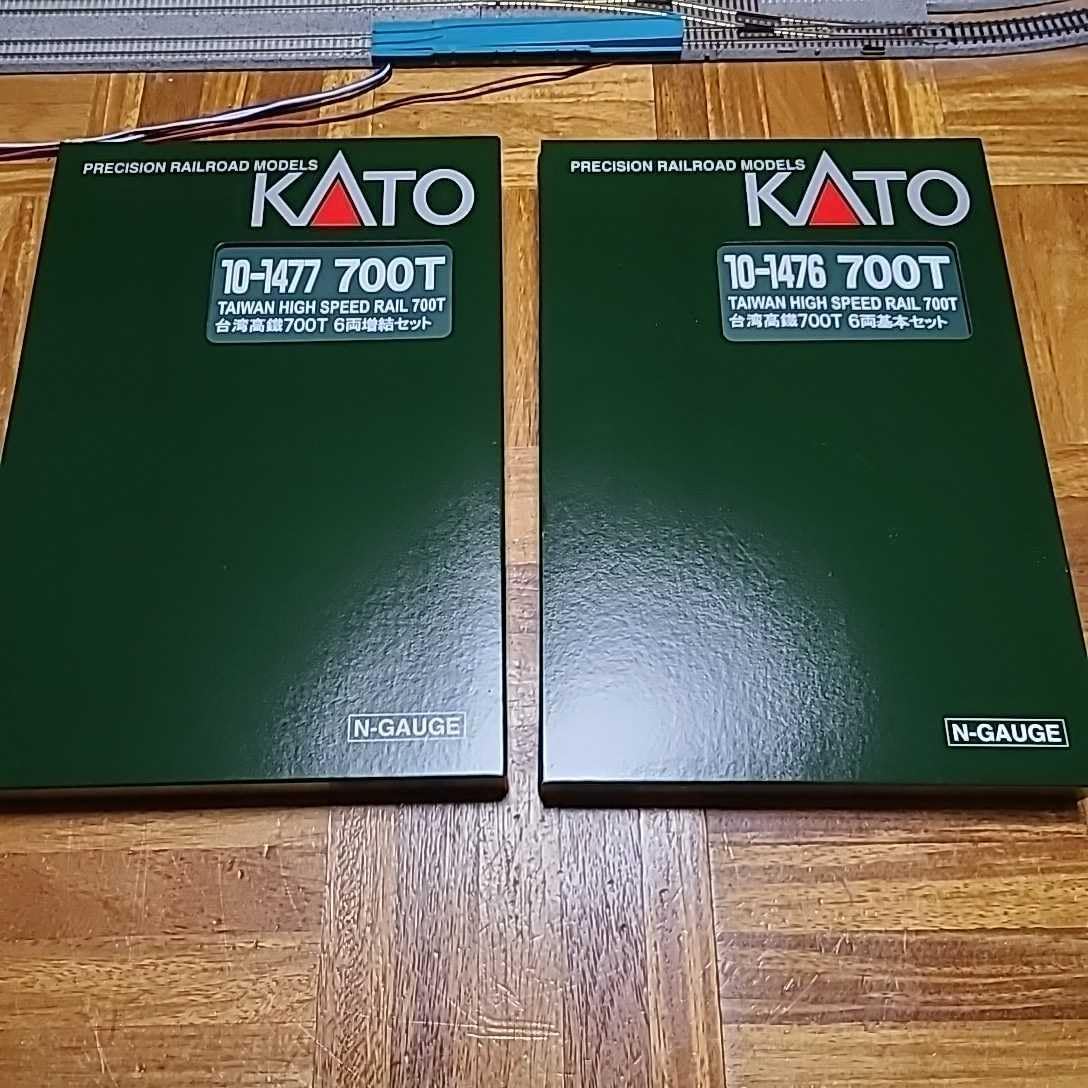 PRECISION RAILROAD MODELS
KATO
10-1477 700T
TAIWAN HIGH SPEED RAIL 700T
台湾高鐵700T 6両増結セット
N-GAUGE
PRECISION RAILROAD MODELS
KATO
10-1476 700T
TAIWAN HIGH SPEED RAIL 700T
台湾高鐵700T 6両基本セット
N-GAUGE